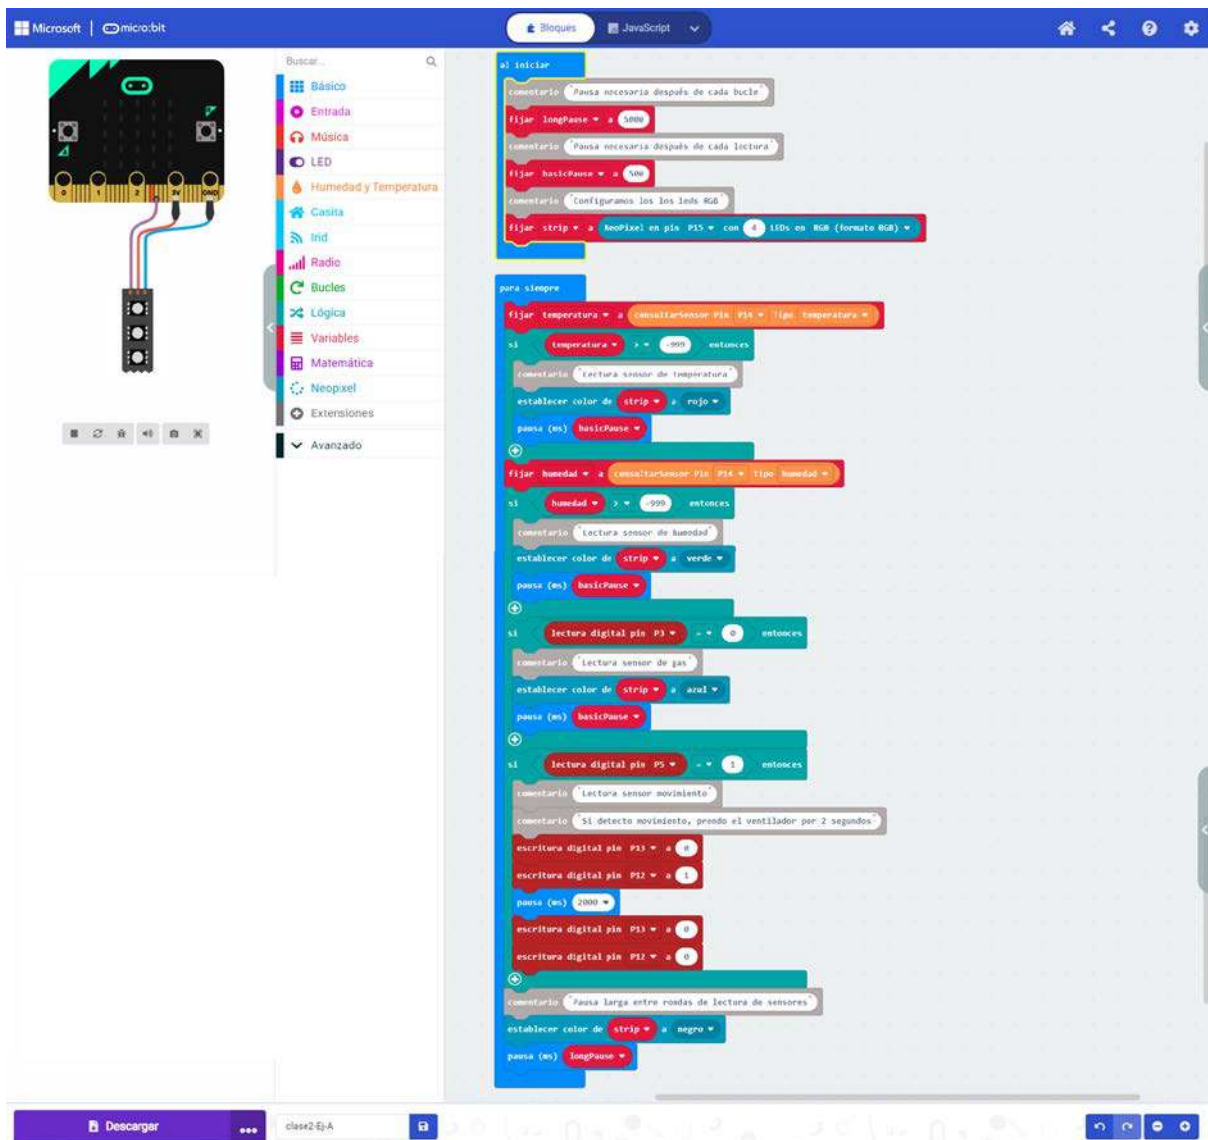 Microsoft
micro:bit
Bloques
JavaScript
0
1
2
3V
GND
Buscar...
Básico
Entrada
Música
LED
Humedad y Temperatura
Casita
Irid
Radio
Bucles
Lógica
Variables
Matemática
Neopixel
Extensiones
Avanzado
al iniciar
comentario "Pausa necesaria después de cada bucle"
fijar longPause a 5000
comentario "Pausa necesaria después de cada lectura"
fijar basicPause a 500
comentario "Configuramos los los leds RGB"
fijar strip a NeoPixel en pin P15 con 4 LEDs en RGB (formato RGB)
para siempre
fijar temperatura a consultarSensor Pin P14 Tipo temperatura
si temperatura > -999 entonces
comentario "Lectura sensor de temperatura"
establecer color de strip a rojo
pausa (ms) basicPause
fijar humedad a consultarSensor Pin P14 Tipo humedad
si humedad > -999 entonces
comentario "Lectura sensor de humedad"
establecer color de strip a verde
pausa (ms) basicPause
si lectura digital pin P3 = 0 entonces
comentario "Lectura sensor de gas"
establecer color de strip a azul
pausa (ms) basicPause
si lectura digital pin P5 = 1 entonces
comentario "Lectura sensor movimiento"
comentario "Si detecto movimiento, prendo el ventilador por 2 segundos"
escritura digital pin P13 a 0
escritura digital pin P12 a 1
pausa (ms) 2000
escritura digital pin P13 a 0
escritura digital pin P12 a 0
comentario "Pausa larga entre rondas de lectura de sensores"
establecer color de strip a negro
pausa (ms) longPause
Descargar
clase2-Ej-A